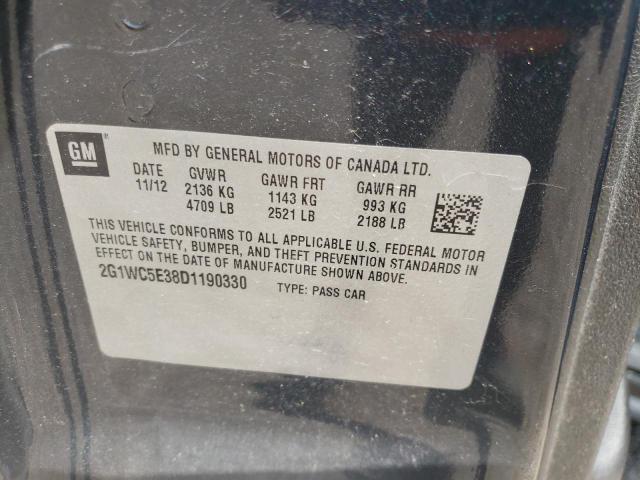 GM® MFD BY GENERAL MOTORS OF CANADA LTD.
DATE GVWR GAWR FRT GAWR RR
11/12 2136 KG 1143 KG 993 KG
4709 LB 2521 LB 2188 LB
THIS VEHICLE CONFORMS TO ALL APPLICABLE U.S. FEDERAL MOTOR
VEHICLE SAFETY, BUMPER, AND THEFT PREVENTION STANDARDS IN
EFFECT ON THE DATE OF MANUFACTURE SHOWN ABOVE.
2G1WC5E38D1190330 TYPE: PASS CAR